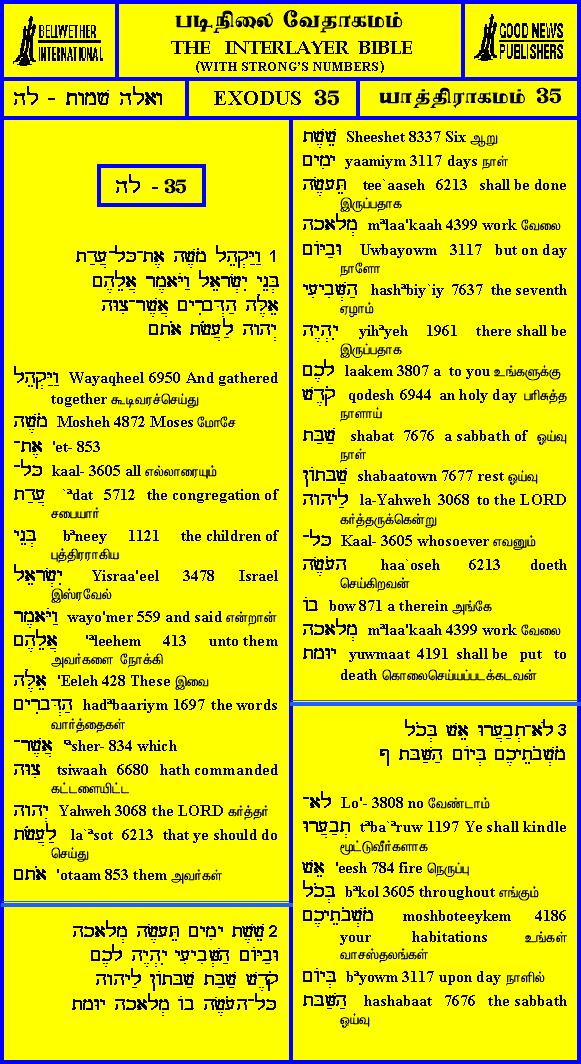 BELLWETHER
INTERNATIONAL
படிநிலை வேதாகமம்
THE INTERLAYER BIBLE
(WITH STRONG'S NUMBERS)
GOOD NEWS
PUBLISHERS
ואלה שמות - לה
EXODUS 35
யாத்திராகமம் 35
לה - 35
1 וַיַּקְהֵל מֹשֶׁה אֶת־כָּל־עֲדַת
בְּנֵי יִשְׂרָאֵל וַיֹּאמֶר אֲלֵהֶם
אֵלֶּה הַדְּבָרִים אֲשֶׁר־צִוָּה
יְהוָה לַעֲשֹׂת אֹתָם
וַיַּקְהֵל Wayaqheel 6950 And gathered
together கூடிவரச்செய்து
מֹשֶׁה Mosheh 4872 Moses மோசே
אֶת־ 'et- 853
כָּל־ kaal- 3605 all எல்லாரையும்
עֲדַת `ªdat 5712 the congregation of
சபையார்
בְּנֵי bªneey 1121 the children of
புத்திரராகிய
יִשְׂרָאֵל Yisraa'eel 3478 Israel
இஸ்ரவேல்
וַיֹּאמֶר wayo'mer 559 and said என்றான்
אֲלֵהֶם 'ªleehem 413 unto them
அவர்களை நோக்கி
אֵלֶּה 'Eeleh 428 These இவை
הַדְּבָרִים hadªbaariym 1697 the words
வார்த்தைகள்
אֲשֶׁר־ ªsher- 834 which
צִוָּה tsiwaah 6680 hath commanded
கட்டளையிட்ட
יְהוָה Yahweh 3068 the LORD கர்த்தர்
לַעֲשֹׂת la`ªsot 6213 that ye should do
செய்து
אֹתָם 'otaam 853 them அவர்கள்
2 שֵׁשֶׁת יָמִים תֵּעָשֶׂה מְלָאכָה
וּבַיּוֹם הַשְּׁבִיעִי יִהְיֶה לָכֶם
קֹדֶשׁ שַׁבַּת שַׁבָּתוֹן לַיהוָה
כָּל־הָעֹשֶׂה בוֹ מְלָאכָה יוּמָת
שֵׁשֶׁת Sheeshet 8337 Six ஆறு
יָמִים yaamiym 3117 days நாள்
תֵּעָשֶׂה tee`aaseh 6213 shall be done
இருப்பதாக
מְלָאכָה mªlaa'kaah 4399 work வேலை
וּבַיּוֹם Uwbayowm 3117 but on day
நாளோ
הַשְּׁבִיעִי hashªbiy`iy 7637 the seventh
ஏழாம்
יִהְיֶה yihªyeh 1961 there shall be
இருப்பதாக
לָכֶם laakem 3807 a to you உங்களுக்கு
קֹדֶשׁ qodesh 6944 an holy day பரிசுத்த
நாளாய்
שַׁבַּת shabat 7676 a sabbath of ஓய்வு
நாள்
שַׁבָּתוֹן shabaatown 7677 rest ஓய்வு
לַיהוָה la-Yahweh 3068 to the LORD
கர்த்தருக்கென்று
כָּל־ Kaal- 3605 whosoever எவனும்
הָעֹשֶׂה haa`oseh 6213 doeth
செய்கிறவன்
בוֹ bow 871 a therein அங்கே
מְלָאכָה mªlaa'kaah 4399 work வேலை
יוּמָת yuwmaat 4191 shall be put to
death கொலைசெய்யப்படக்கடவன்
3 לֹא־תְבַעֲרוּ אֵשׁ בְּכֹל
מֹשְׁבֹתֵיכֶם בְּיוֹם הַשַּׁבָּת ף
לֹא־ Lo'- 3808 no வேண்டாம்
תְבַעֲרוּ tªba`ªruw 1197 Ye shall kindle
மூட்டுவீர்களாக
אֵשׁ 'eesh 784 fire நெருப்பு
בְּכֹל bªkol 3605 throughout எங்கும்
מֹשְׁבֹתֵיכֶם moshboteeykem 4186
your habitations உங்கள்
வாசஸ்தலங்கள்
בְּיוֹם bªyowm 3117 upon day நாளில்
הַשַּׁבָּת hashabaat 7676 the sabbath
ஓய்வு